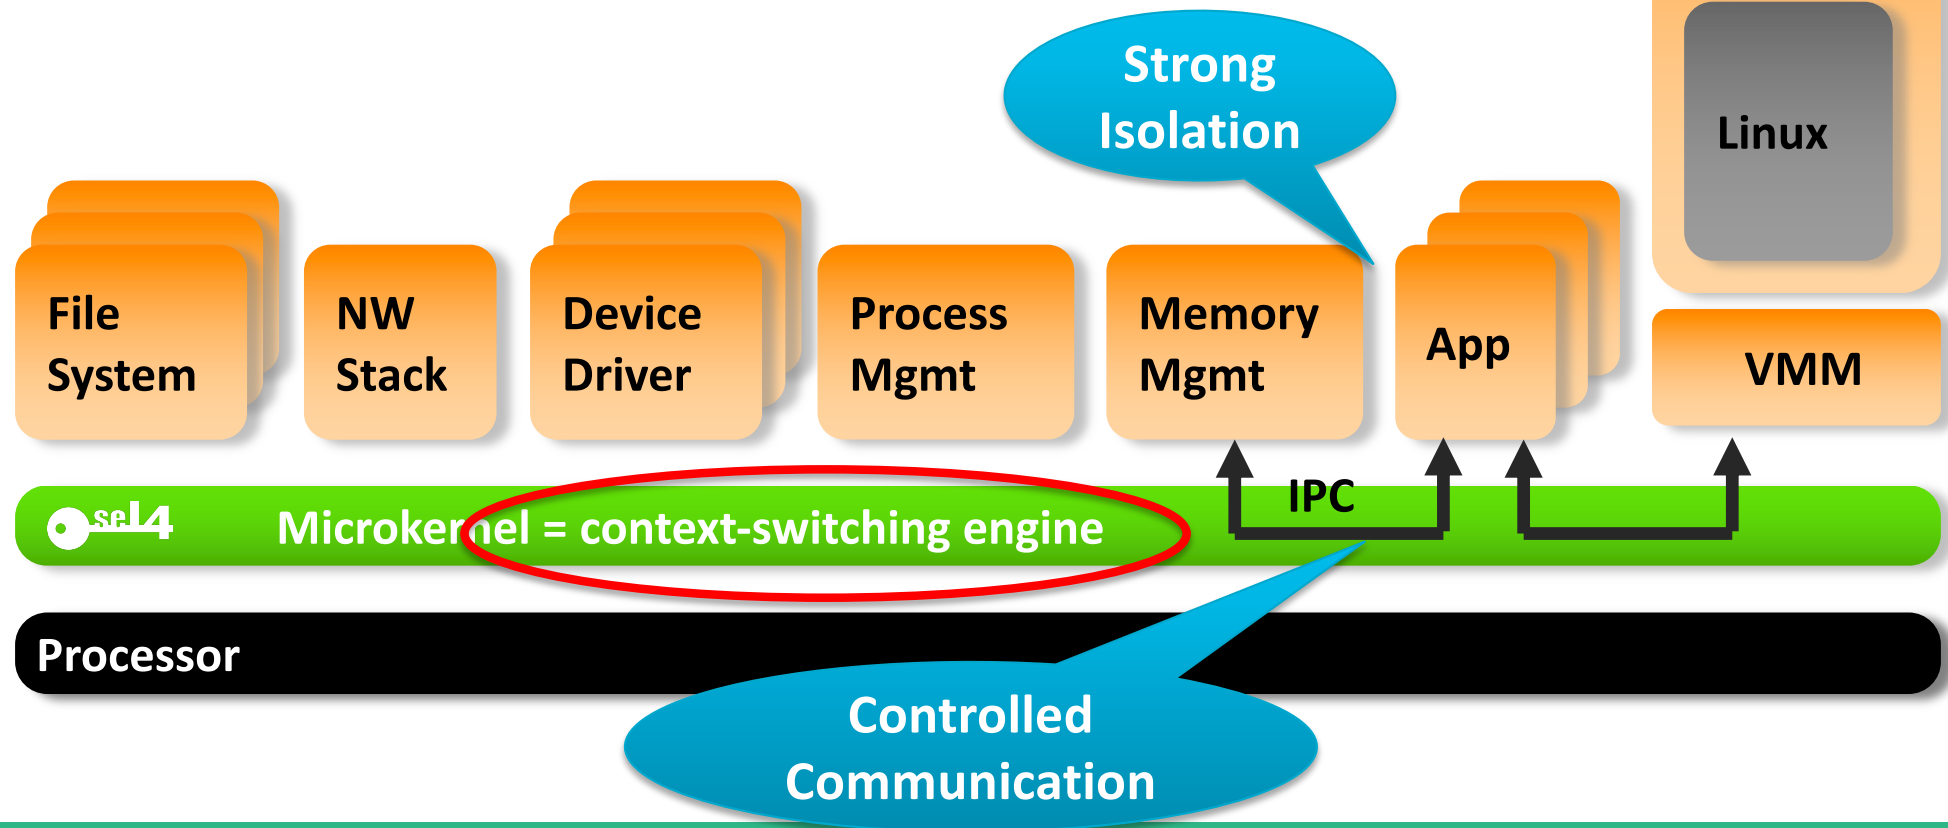 Strong
Isolation
Linux
File
System
NW
Stack
Device
Driver
Process
Mgmt
Memory
Mgmt
App
VMM
IPC
seL4
Microkernel = context-switching engine
Processor
Controlled
Communication